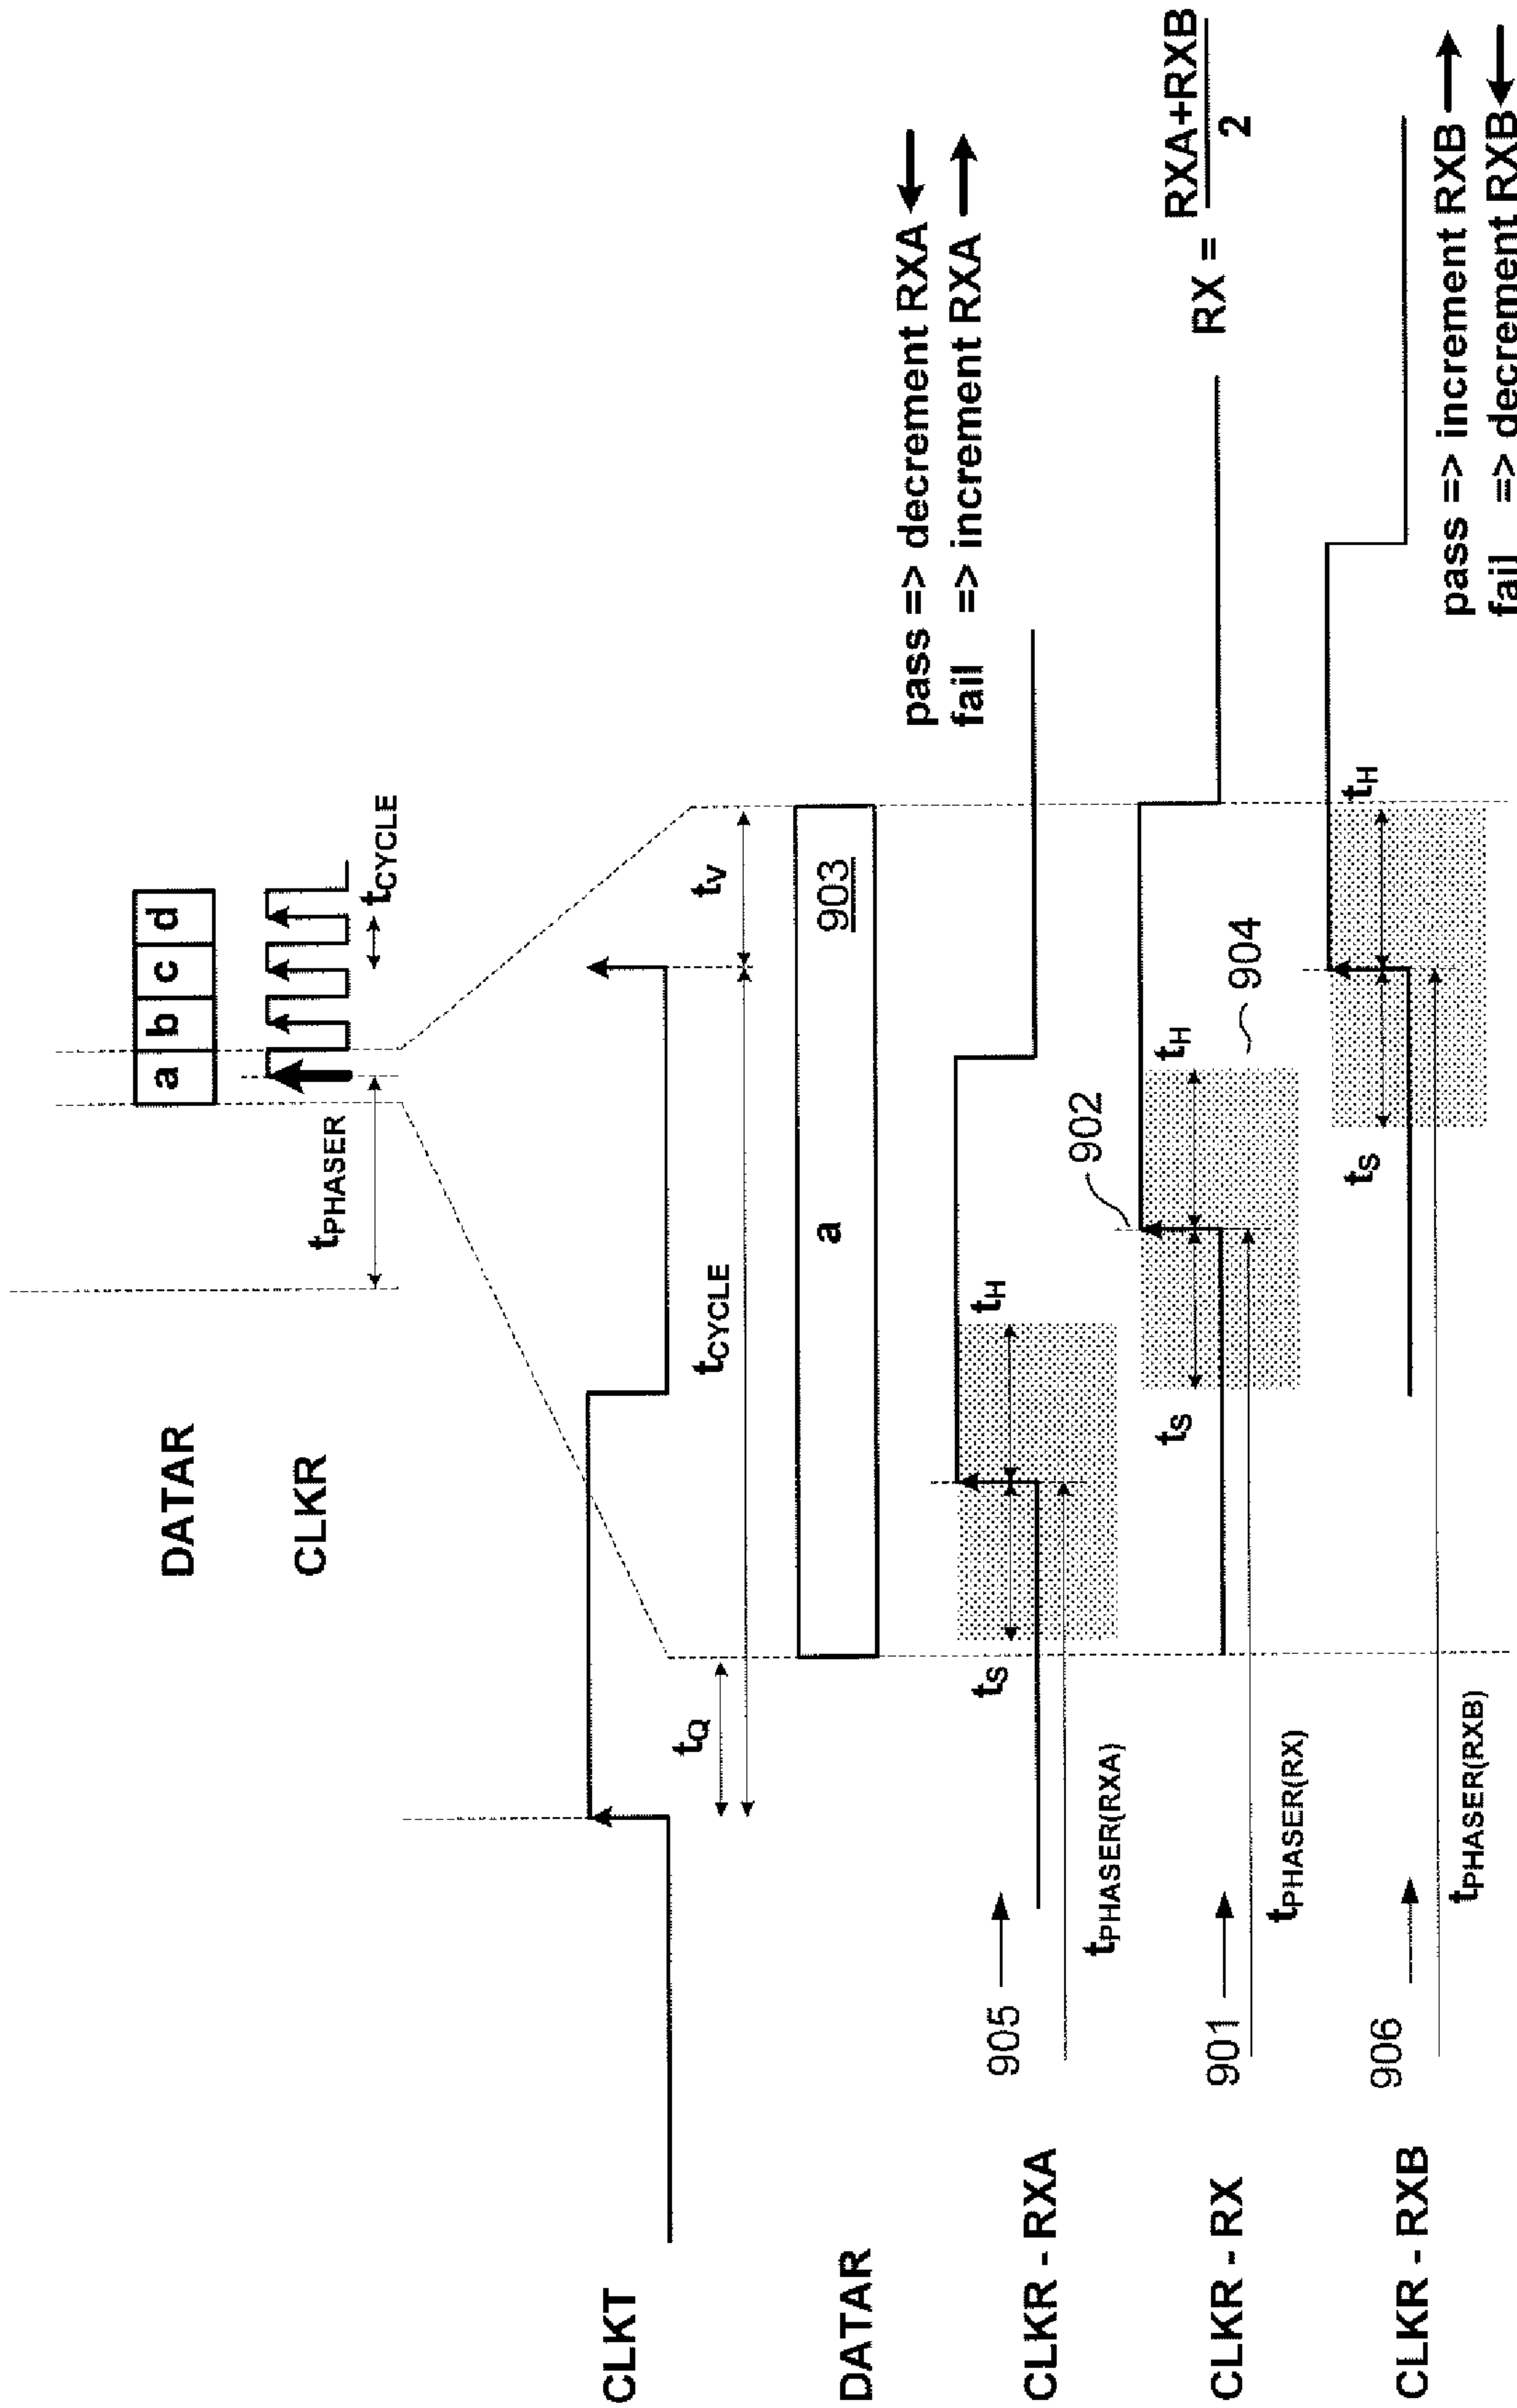 DATAR
a b c d
CLKR
tPHASER
tCYCLE
CLKT
tQ
tCYCLE
tV
DATAR
a
903
pass => decrement RXA
fail => increment RXA
CLKR - RXA
905
tS
tH
tPHASER(RXA)
902
904
CLKR - RX
901
tS
tH
tPHASER(RX)
RX = RXA+RXB
2
CLKR - RXB
906
tS
tH
tPHASER(RXB)
pass => increment RXB
fail => decrement RXB